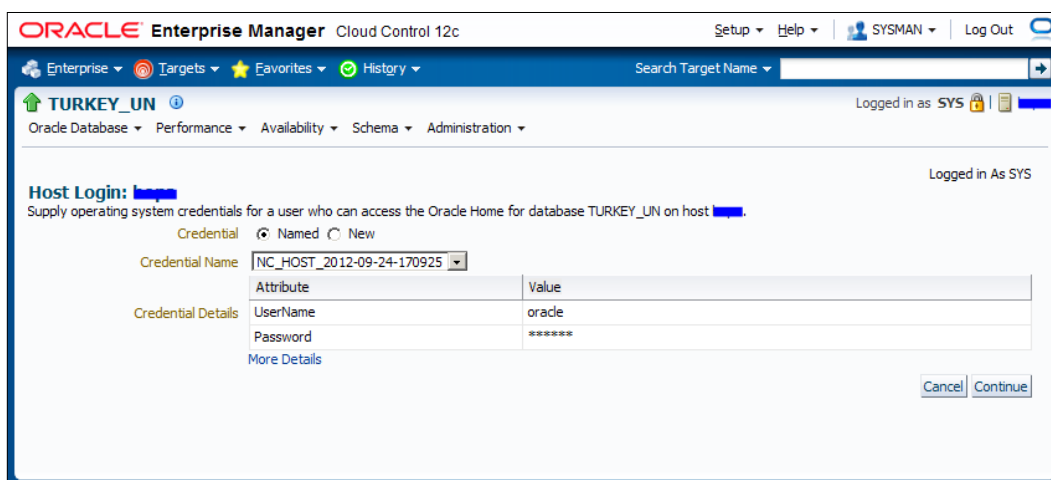 ORACLE Enterprise Manager Cloud Control 12c Setup Help SYSMAN Log Out
Enterprise Targets Favorites History Search Target Name
TURKEY_UN Logged in as SYS
Oracle Database Performance Availability Schema Administration
Logged in As SYS
Host Login:
Supply operating system credentials for a user who can access the Oracle Home for database TURKEY_UN on host .
Credential Named New
Credential Name NC_HOST_2012-09-24-170925
Attribute Value
Credential Details UserName oracle
Password ******
More Details
Cancel Continue